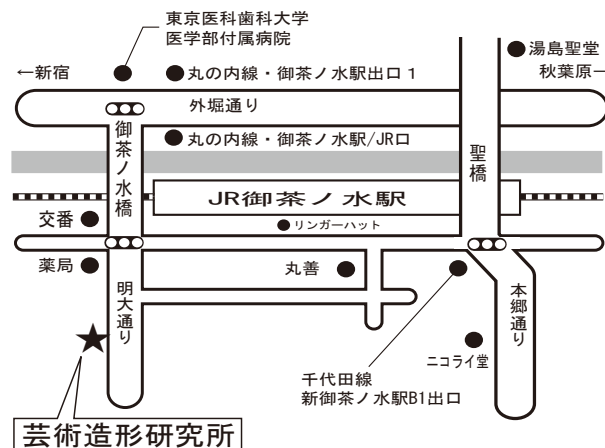 東京医科歯科大学
医学部付属病院
湯島聖堂
←新宿
丸の内線・御茶ノ水駅出口1
秋葉原→
外堀通り
御茶ノ水橋
丸の内線・御茶ノ水駅/JR口
聖橋
JR御茶ノ水駅
交番
リンガーハット
薬局
丸善
明大通り
本郷通り
ニコライ堂
千代田線
新御茶ノ水駅B1出口
芸術造形研究所